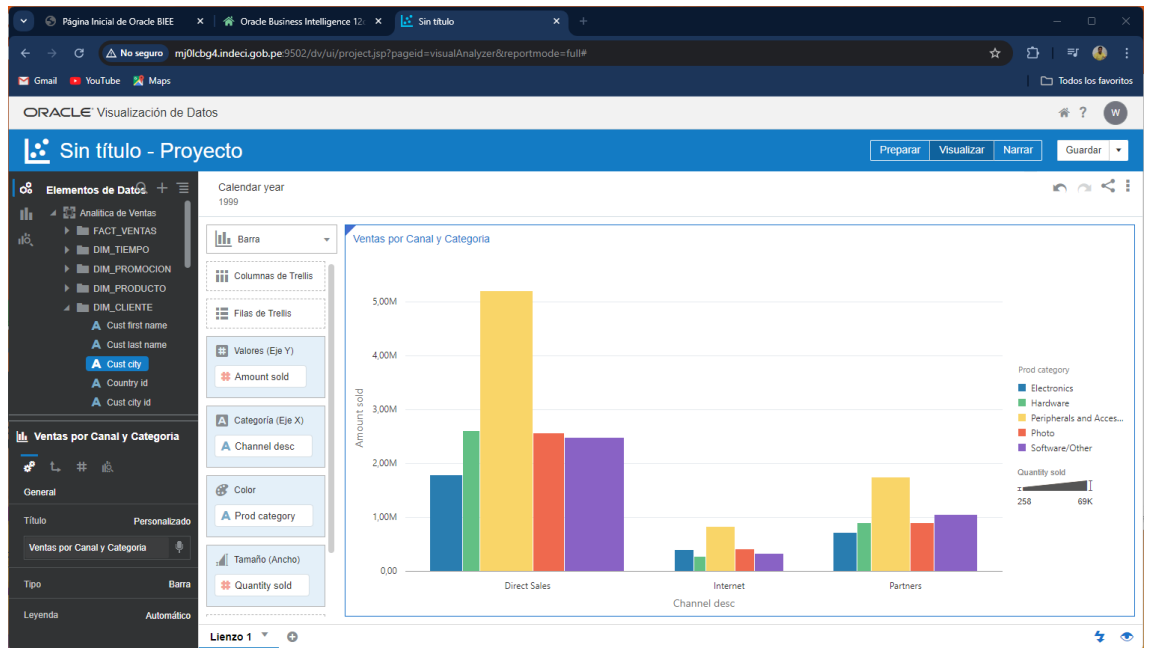 Página Inicial de Oracle BIEE
Oracle Business Intelligence 12c
Sin título
No seguro mj0lcbg4.indeci.gob.pe:9502/dv/ui/project.jsp?pageid=visualAnalyzer&reportmode=full#
Gmail YouTube Maps Todos los favoritos
ORACLE Visualización de Datos
W
Sin título - Proyecto
Preparar Visualizar Narrar Guardar
Elementos de Datos
Analitica de Ventas
FACT_VENTAS
DIM_TIEMPO
DIM_PROMOCION
DIM_PRODUCTO
DIM_CLIENTE
Cust first name
Cust last name
Cust city
Country id
Cust city id
Ventas por Canal y Categoria
General
Título Personalizado
Ventas por Canal y Categoria
Tipo Barra
Leyenda Automático
Calendar year
1999
Barra
Columnas de Trellis
Filas de Trellis
Valores (Eje Y)
Amount sold
Categoría (Eje X)
Channel desc
Color
Prod category
Tamaño (Ancho)
Quantity sold
Ventas por Canal y Categoria
5,00M
4,00M
3,00M
2,00M
1,00M
0,00
Amount sold
Direct Sales Internet Partners
Channel desc
Prod category
Electronics
Hardware
Peripherals and Acces...
Photo
Software/Other
Quantity sold
258 69K
Lienzo 1